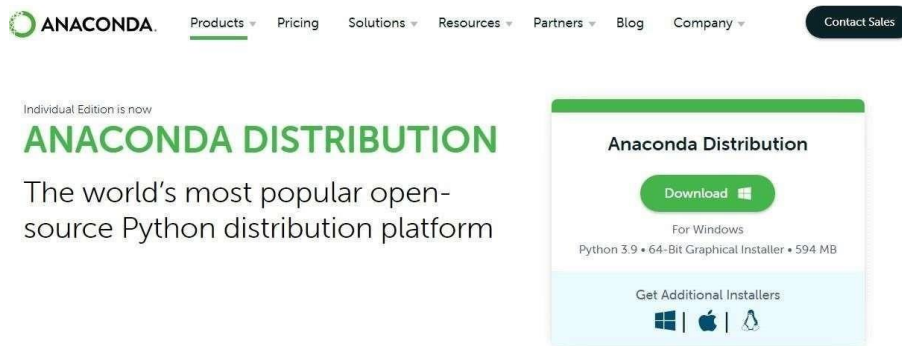 ANACONDA. Products Pricing Solutions Resources Partners Blog Company Contact Sales
Individual Edition is now
ANACONDA DISTRIBUTION
The world's most popular open-
source Python distribution platform
Anaconda Distribution
Download
For Windows
Python 3.9 • 64-Bit Graphical Installer • 594 MB
Get Additional Installers